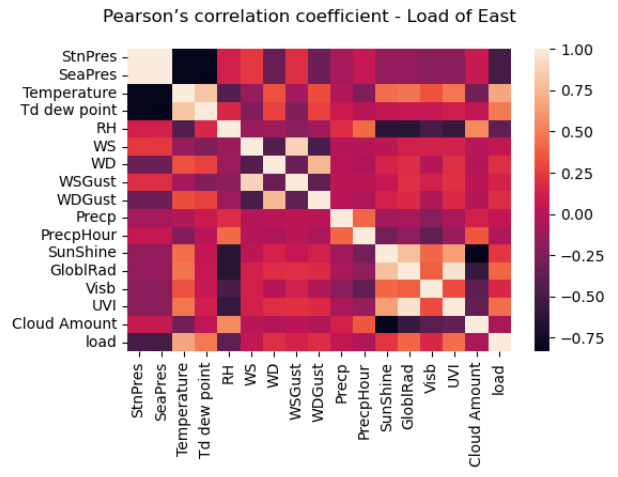 Pearson’s correlation coefficient - Load of East
StnPres
SeaPres
Temperature
Td dew point
RH
WS
WD
WSGust
WDGust
Precp
PrecpHour
SunShine
GloblRad
Visb
UVI
Cloud Amount
load
StnPres
SeaPres
Temperature
Td dew point
RH
WS
WD
WSGust
WDGust
Precp
PrecpHour
SunShine
GloblRad
Visb
UVI
Cloud Amount
load
1.00
0.75
0.50
0.25
0.00
−0.25
−0.50
−0.75